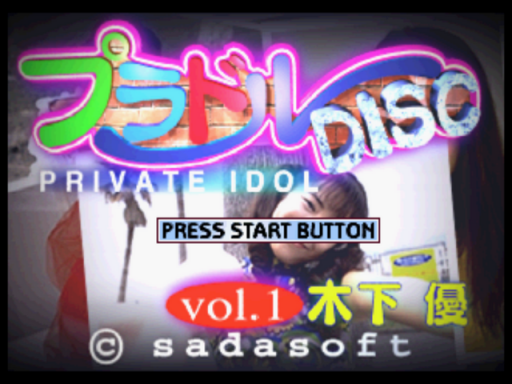 プラドルDISC
PRIVATE IDOL
PRESS START BUTTON
vol.1 木下 優
© sadasoft